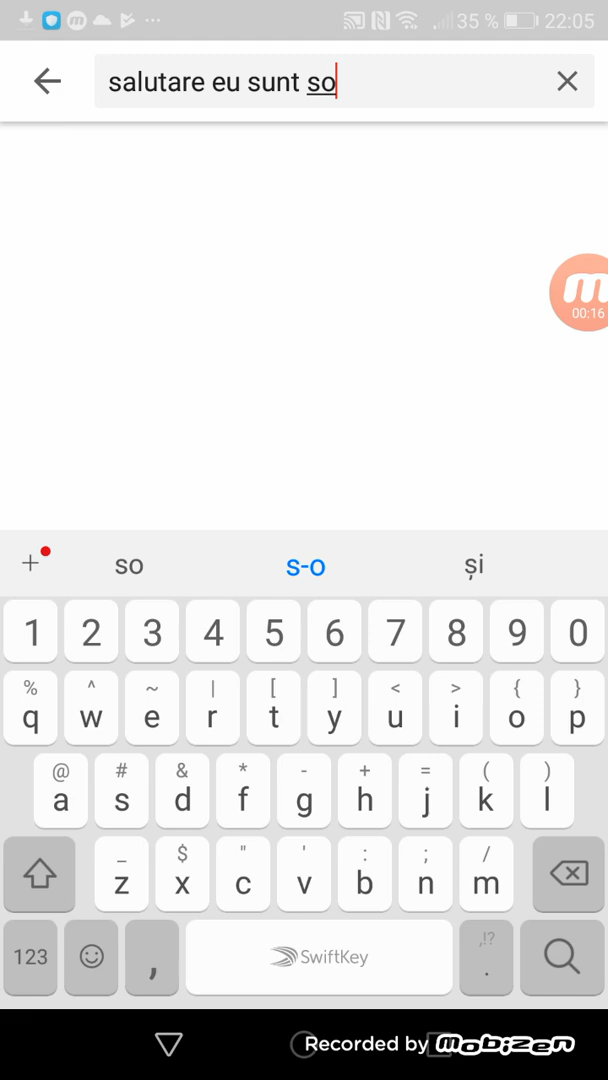 35 % 22:05
salutare eu sunt so
00:16
so s-o și
1 2 3 4 5 6 7 8 9 0
% ^ ~ | [ ] < > { }
q w e r t y u i o p
@ # & * - + = ( )
a s d f g h j k l
_ $ " ' : ; /
z x c v b n m
123 , SwiftKey ,!? .
Recorded by mobizen